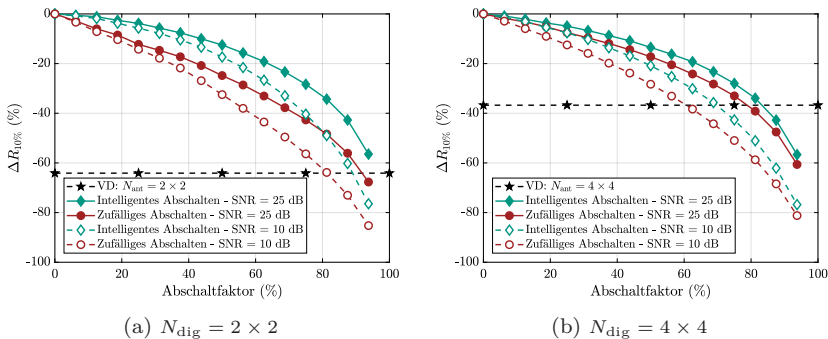 0
-20
-40
-60
-80
-100
ΔR10% (%)
VD: Nant = 2 × 2
Intelligentes Abschalten - SNR = 25 dB
Zufälliges Abschalten - SNR = 25 dB
Intelligentes Abschalten - SNR = 10 dB
Zufälliges Abschalten - SNR = 10 dB
0 20 40 60 80 100
Abschaltfaktor (%)
(a) Ndig = 2 × 2
0
-20
-40
-60
-80
-100
ΔR10% (%)
VD: Nant = 4 × 4
Intelligentes Abschalten - SNR = 25 dB
Zufälliges Abschalten - SNR = 25 dB
Intelligentes Abschalten - SNR = 10 dB
Zufälliges Abschalten - SNR = 10 dB
0 20 40 60 80 100
Abschaltfaktor (%)
(b) Ndig = 4 × 4